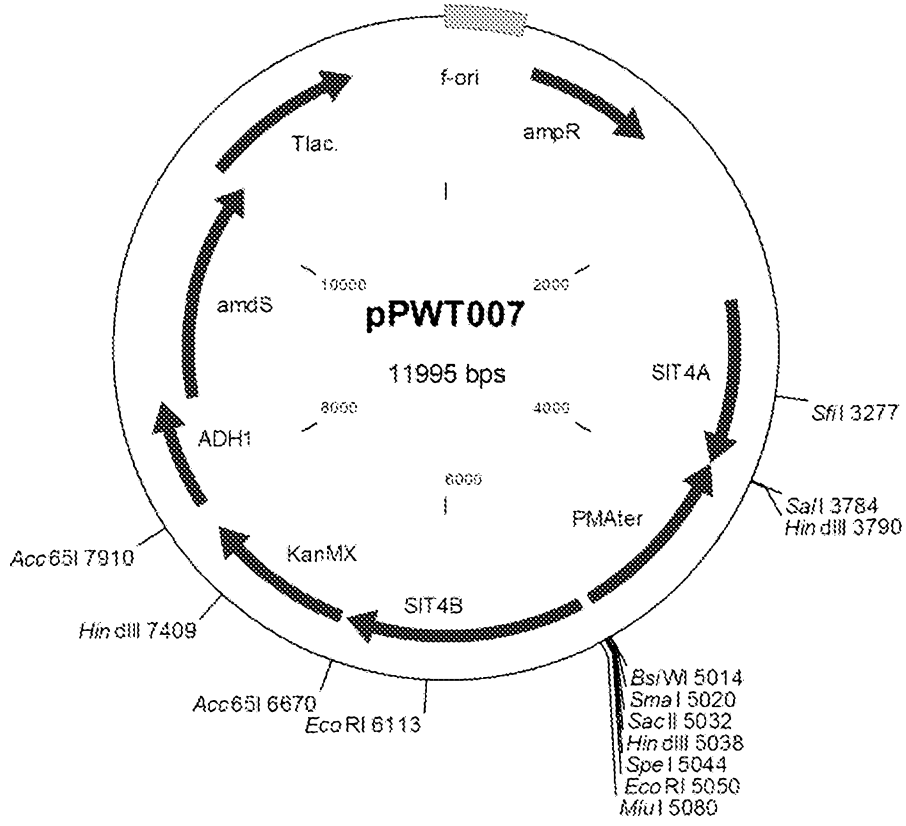 f-ori
ampR
Tlac.
10000
2000
amdS
pPWT007
11995 bps
SIT4A
8000
4000
SfiI 3277
ADH1
6000
SalI 3784
HindIII 3790
PMAter
Acc65I 7910
KanMX
SIT4B
HindIII 7409
Acc65I 6670
EcoRI 6113
BsiWI 5014
SmaI 5020
SacII 5032
HindIII 5038
SpeI 5044
EcoRI 5050
MluI 5080